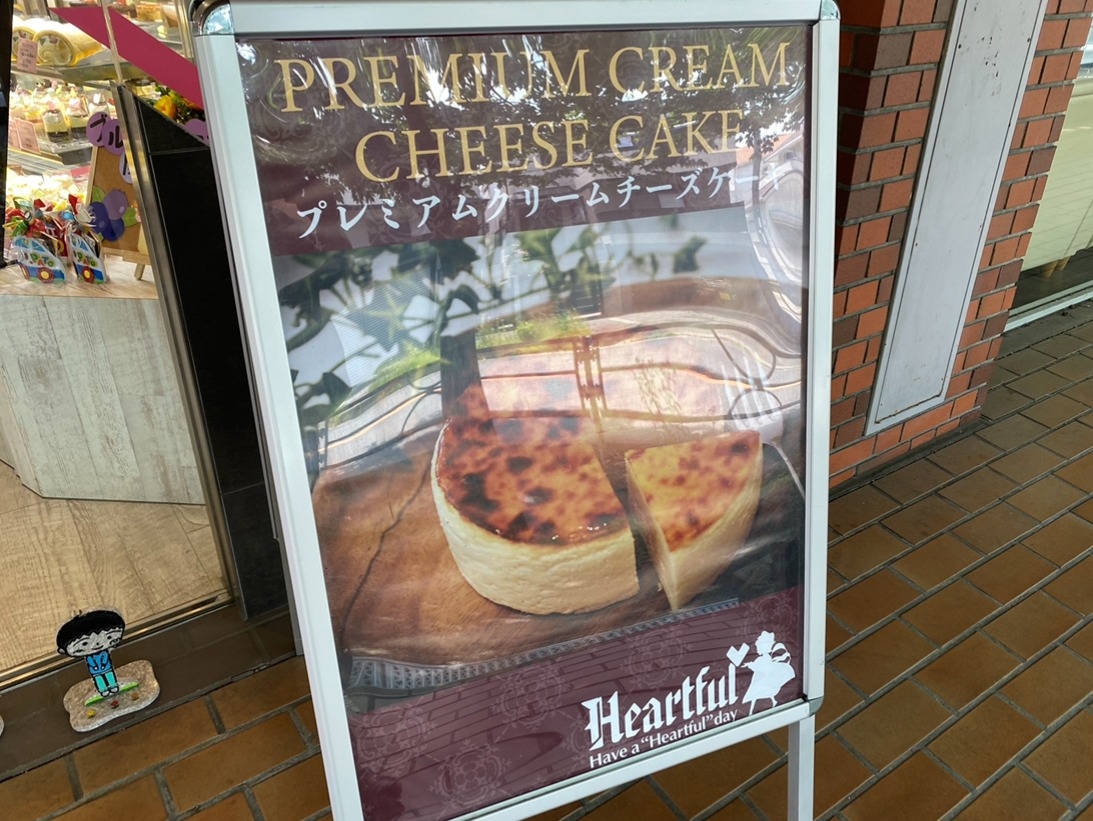 PREMIUM CREAM
CHEESE CAKE
プレミアムクリームチーズケーキ
Heartful
Have a "Heartful" day